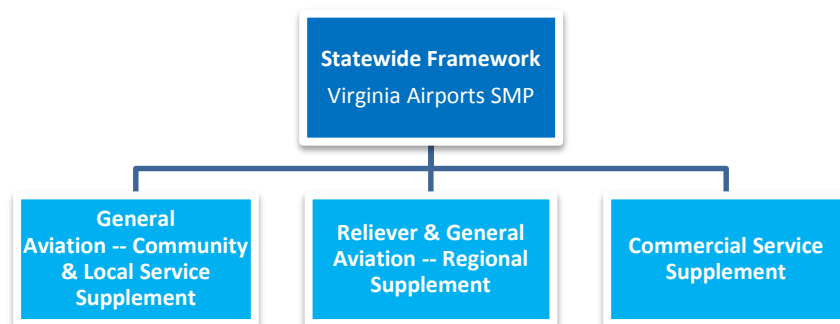 Statewide Framework
Virginia Airports SMP
General
Aviation -- Community
& Local Service
Supplement
Reliever & General
Aviation -- Regional
Supplement
Commercial Service
Supplement